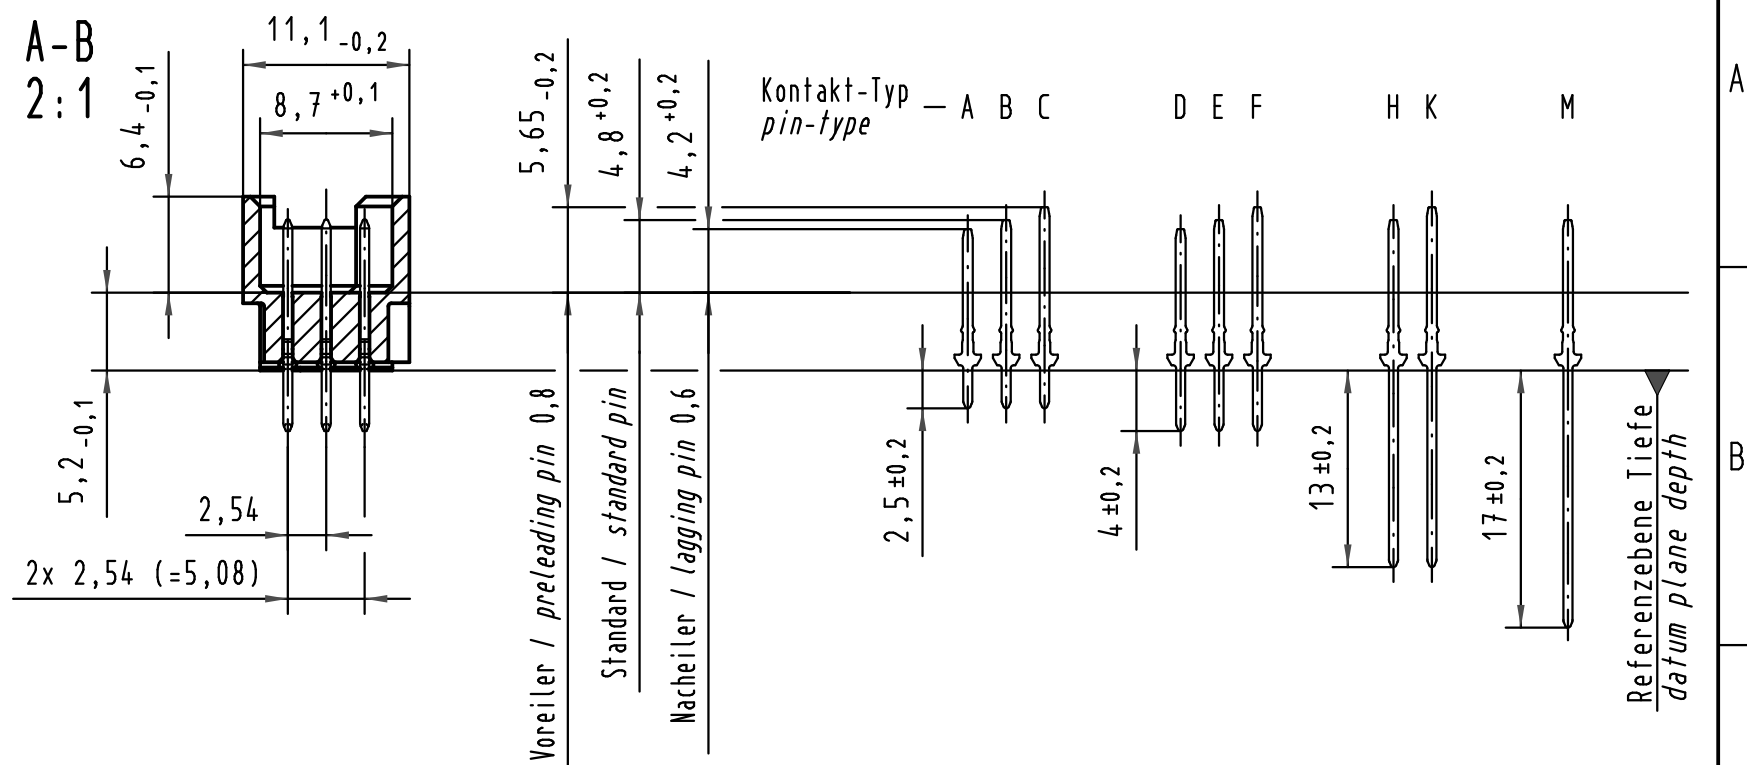 A-B
2:1
11,1 -0,2
8,7 +0,1
6,4 -0,1
5,2 -0,1
2,54
2x 2,54 (=5,08)
5,65 -0,2
4,8 +0,2
4,2 +0,2
Voreiler / preleading pin 0,8
Standard / standard pin
Nacheiler / lagging pin 0,6
Kontakt-Typ — A B C D E F H K M
pin-type
2,5 ±0,2
4 ±0,2
13 ±0,2
17 ±0,2
Referenzebene Tiefe
datum plane depth
A
B